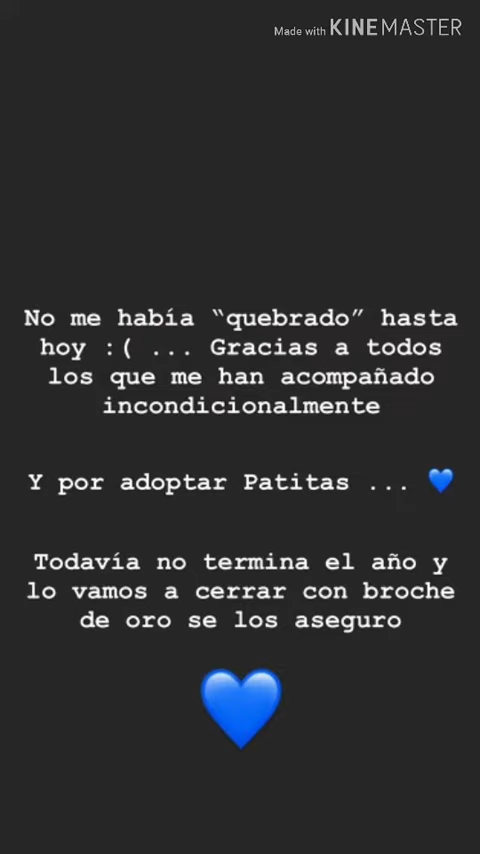 Made with KINEMASTER
No me había “quebrado” hasta
hoy :( ... Gracias a todos
los que me han acompañado
incondicionalmente
Y por adoptar Patitas ... 💙
Todavía no termina el año y
lo vamos a cerrar con broche
de oro se los aseguro
💙